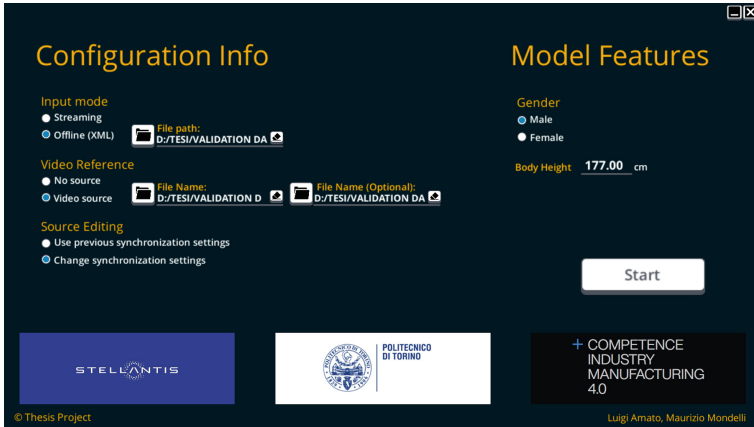 Configuration Info
Input mode
Streaming
Offline (XML)
File path:
D:/TESI/VALIDATION DA
Video Reference
No source
Video source
File Name:
D:/TESI/VALIDATION D
File Name (Optional):
D:/TESI/VALIDATION DA
Source Editing
Use previous synchronization settings
Change synchronization settings
Model Features
Gender
Male
Female
Body Height 177.00 cm
Start
STELLANTIS
POLITECNICO
DI TORINO
+ COMPETENCE
INDUSTRY
MANUFACTURING
4.0
© Thesis Project
Luigi Amato, Maurizio Mondelli